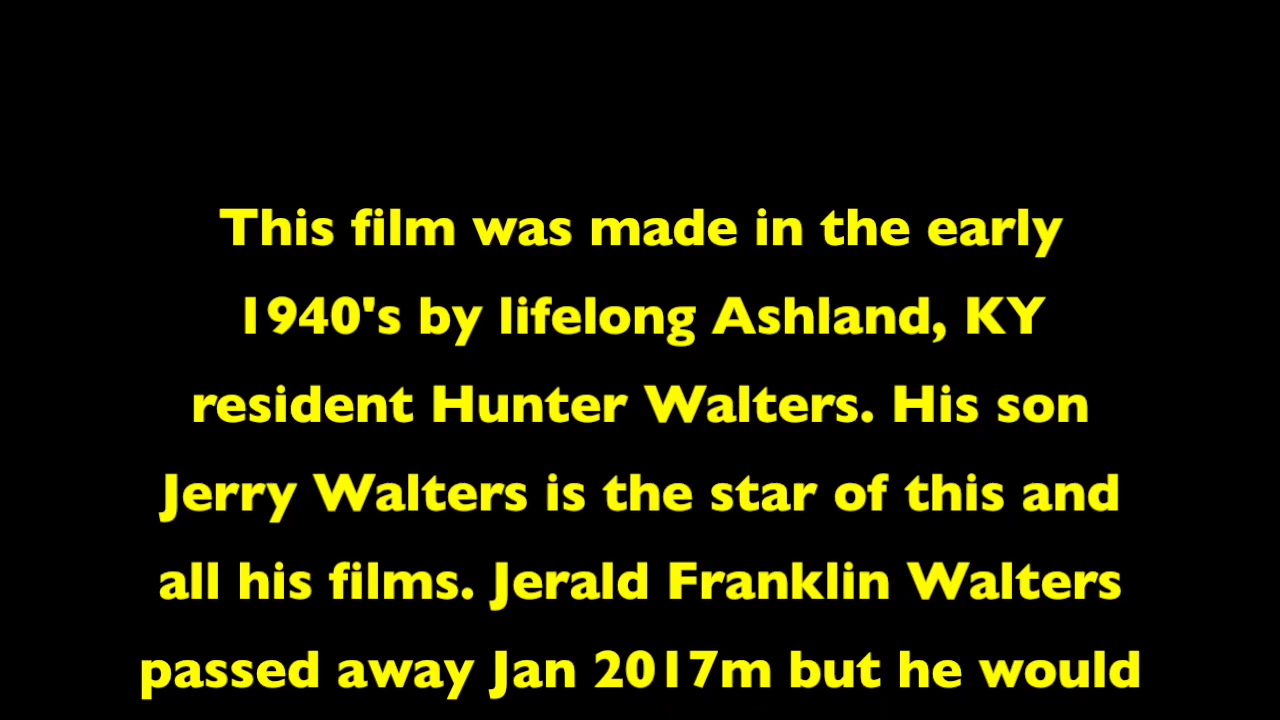 This film was made in the early
1940's by lifelong Ashland, KY
resident Hunter Walters. His son
Jerry Walters is the star of this and
all his films. Jerald Franklin Walters
passed away Jan 2017m but he would